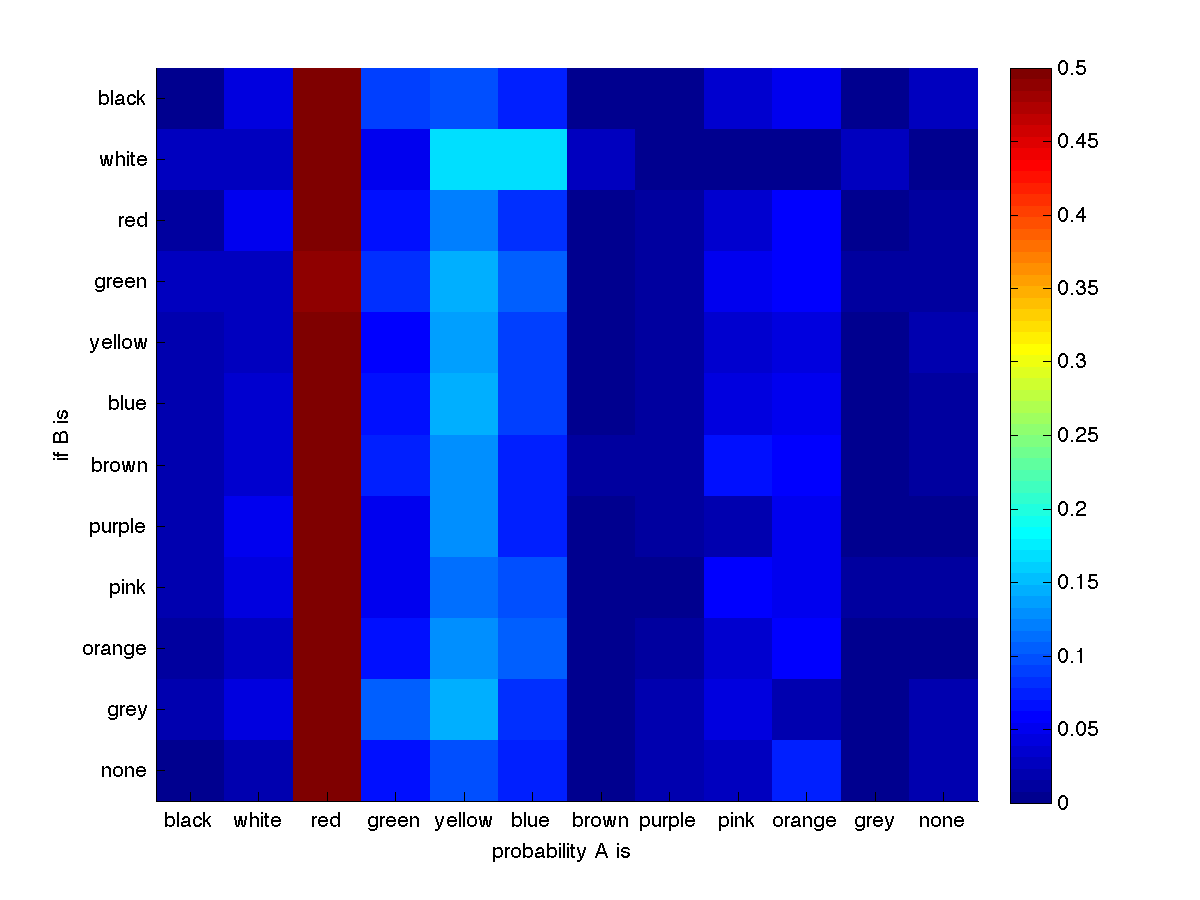 black
white
red
green
yellow
blue
brown
purple
pink
orange
grey
none
if B is
black white red green yellow blue brown purple pink orange grey none
probability A is
0.5
0.45
0.4
0.35
0.3
0.25
0.2
0.15
0.1
0.05
0